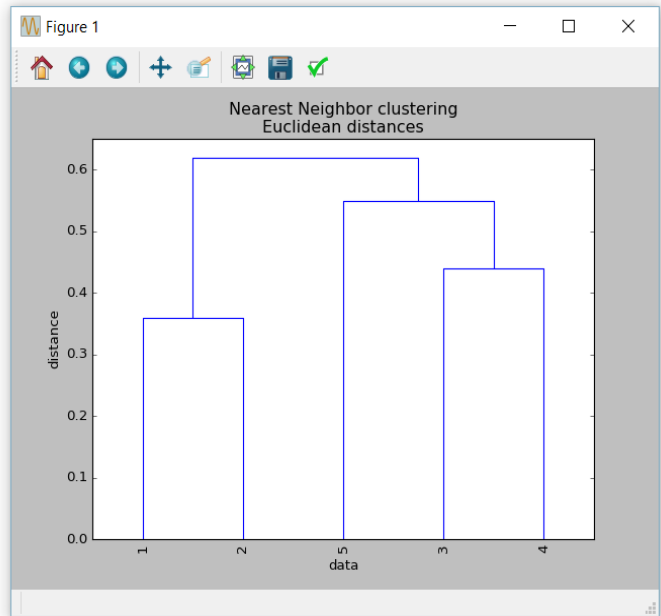 Figure 1
Nearest Neighbor clustering
Euclidean distances
0.6
0.5
0.4
0.3
0.2
0.1
0.0
distance
1 2 5 3 4
data